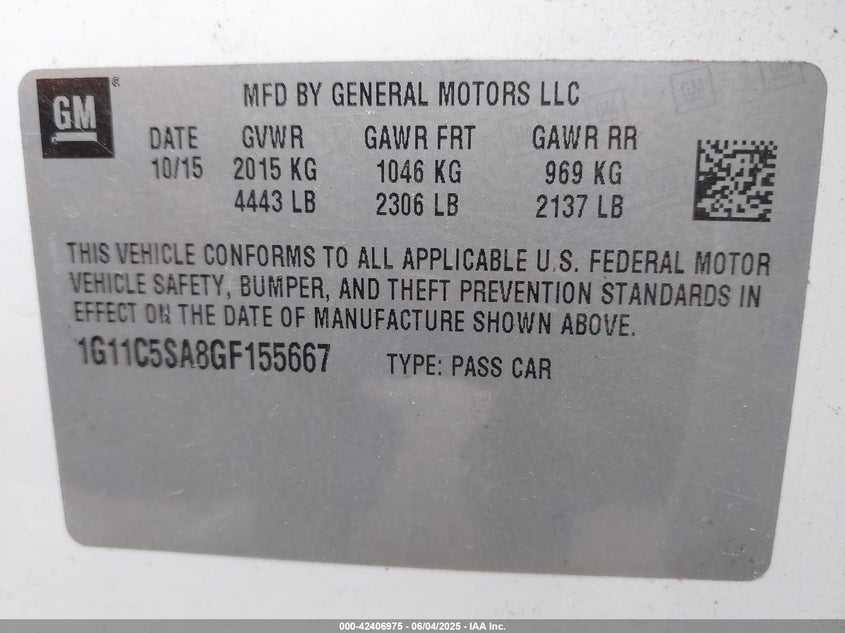 GM ®
MFD BY GENERAL MOTORS LLC
DATE GVWR GAWR FRT GAWR RR
10/15 2015 KG 1046 KG 969 KG
4443 LB 2306 LB 2137 LB
THIS VEHICLE CONFORMS TO ALL APPLICABLE U.S. FEDERAL MOTOR
VEHICLE SAFETY, BUMPER, AND THEFT PREVENTION STANDARDS IN
EFFECT ON THE DATE OF MANUFACTURE SHOWN ABOVE.
1G11C5SA8GF155667 TYPE: PASS CAR
000-42406975 | 06/04/2025 | IAA Inc.